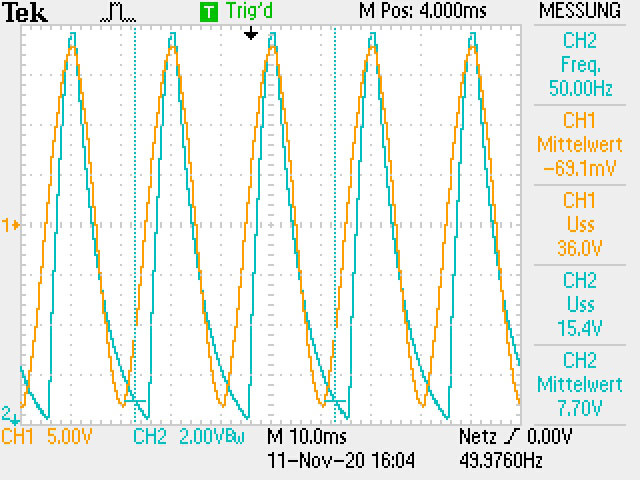 Tek
T Trig'd
M Pos: 4.000ms
MESSUNG
CH2
Freq.
50.00Hz
CH1
Mittelwert
-69.1mV
CH1
Uss
36.0V
CH2
Uss
15.4V
CH2
Mittelwert
7.70V
1
2
CH1 5.00V
CH2 2.00VBw
M 10.0ms
Netz 0.00V
11-Nov-20 16:04
49.9760Hz